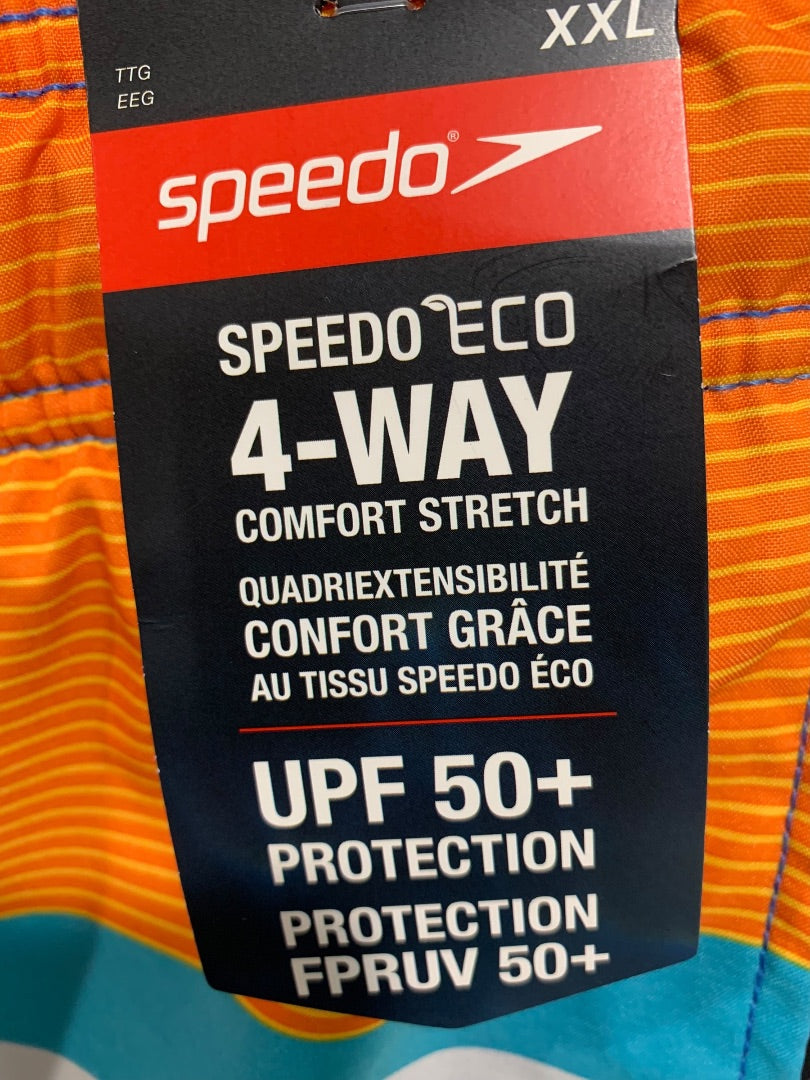 XXL
TTG
EEG
speedo®
SPEEDO ECO
4-WAY
COMFORT STRETCH
QUADRIEXTENSIBILITÉ
CONFORT GRÂCE
AU TISSU SPEEDO ÉCO
UPF 50+
PROTECTION
PROTECTION
FPRUV 50+